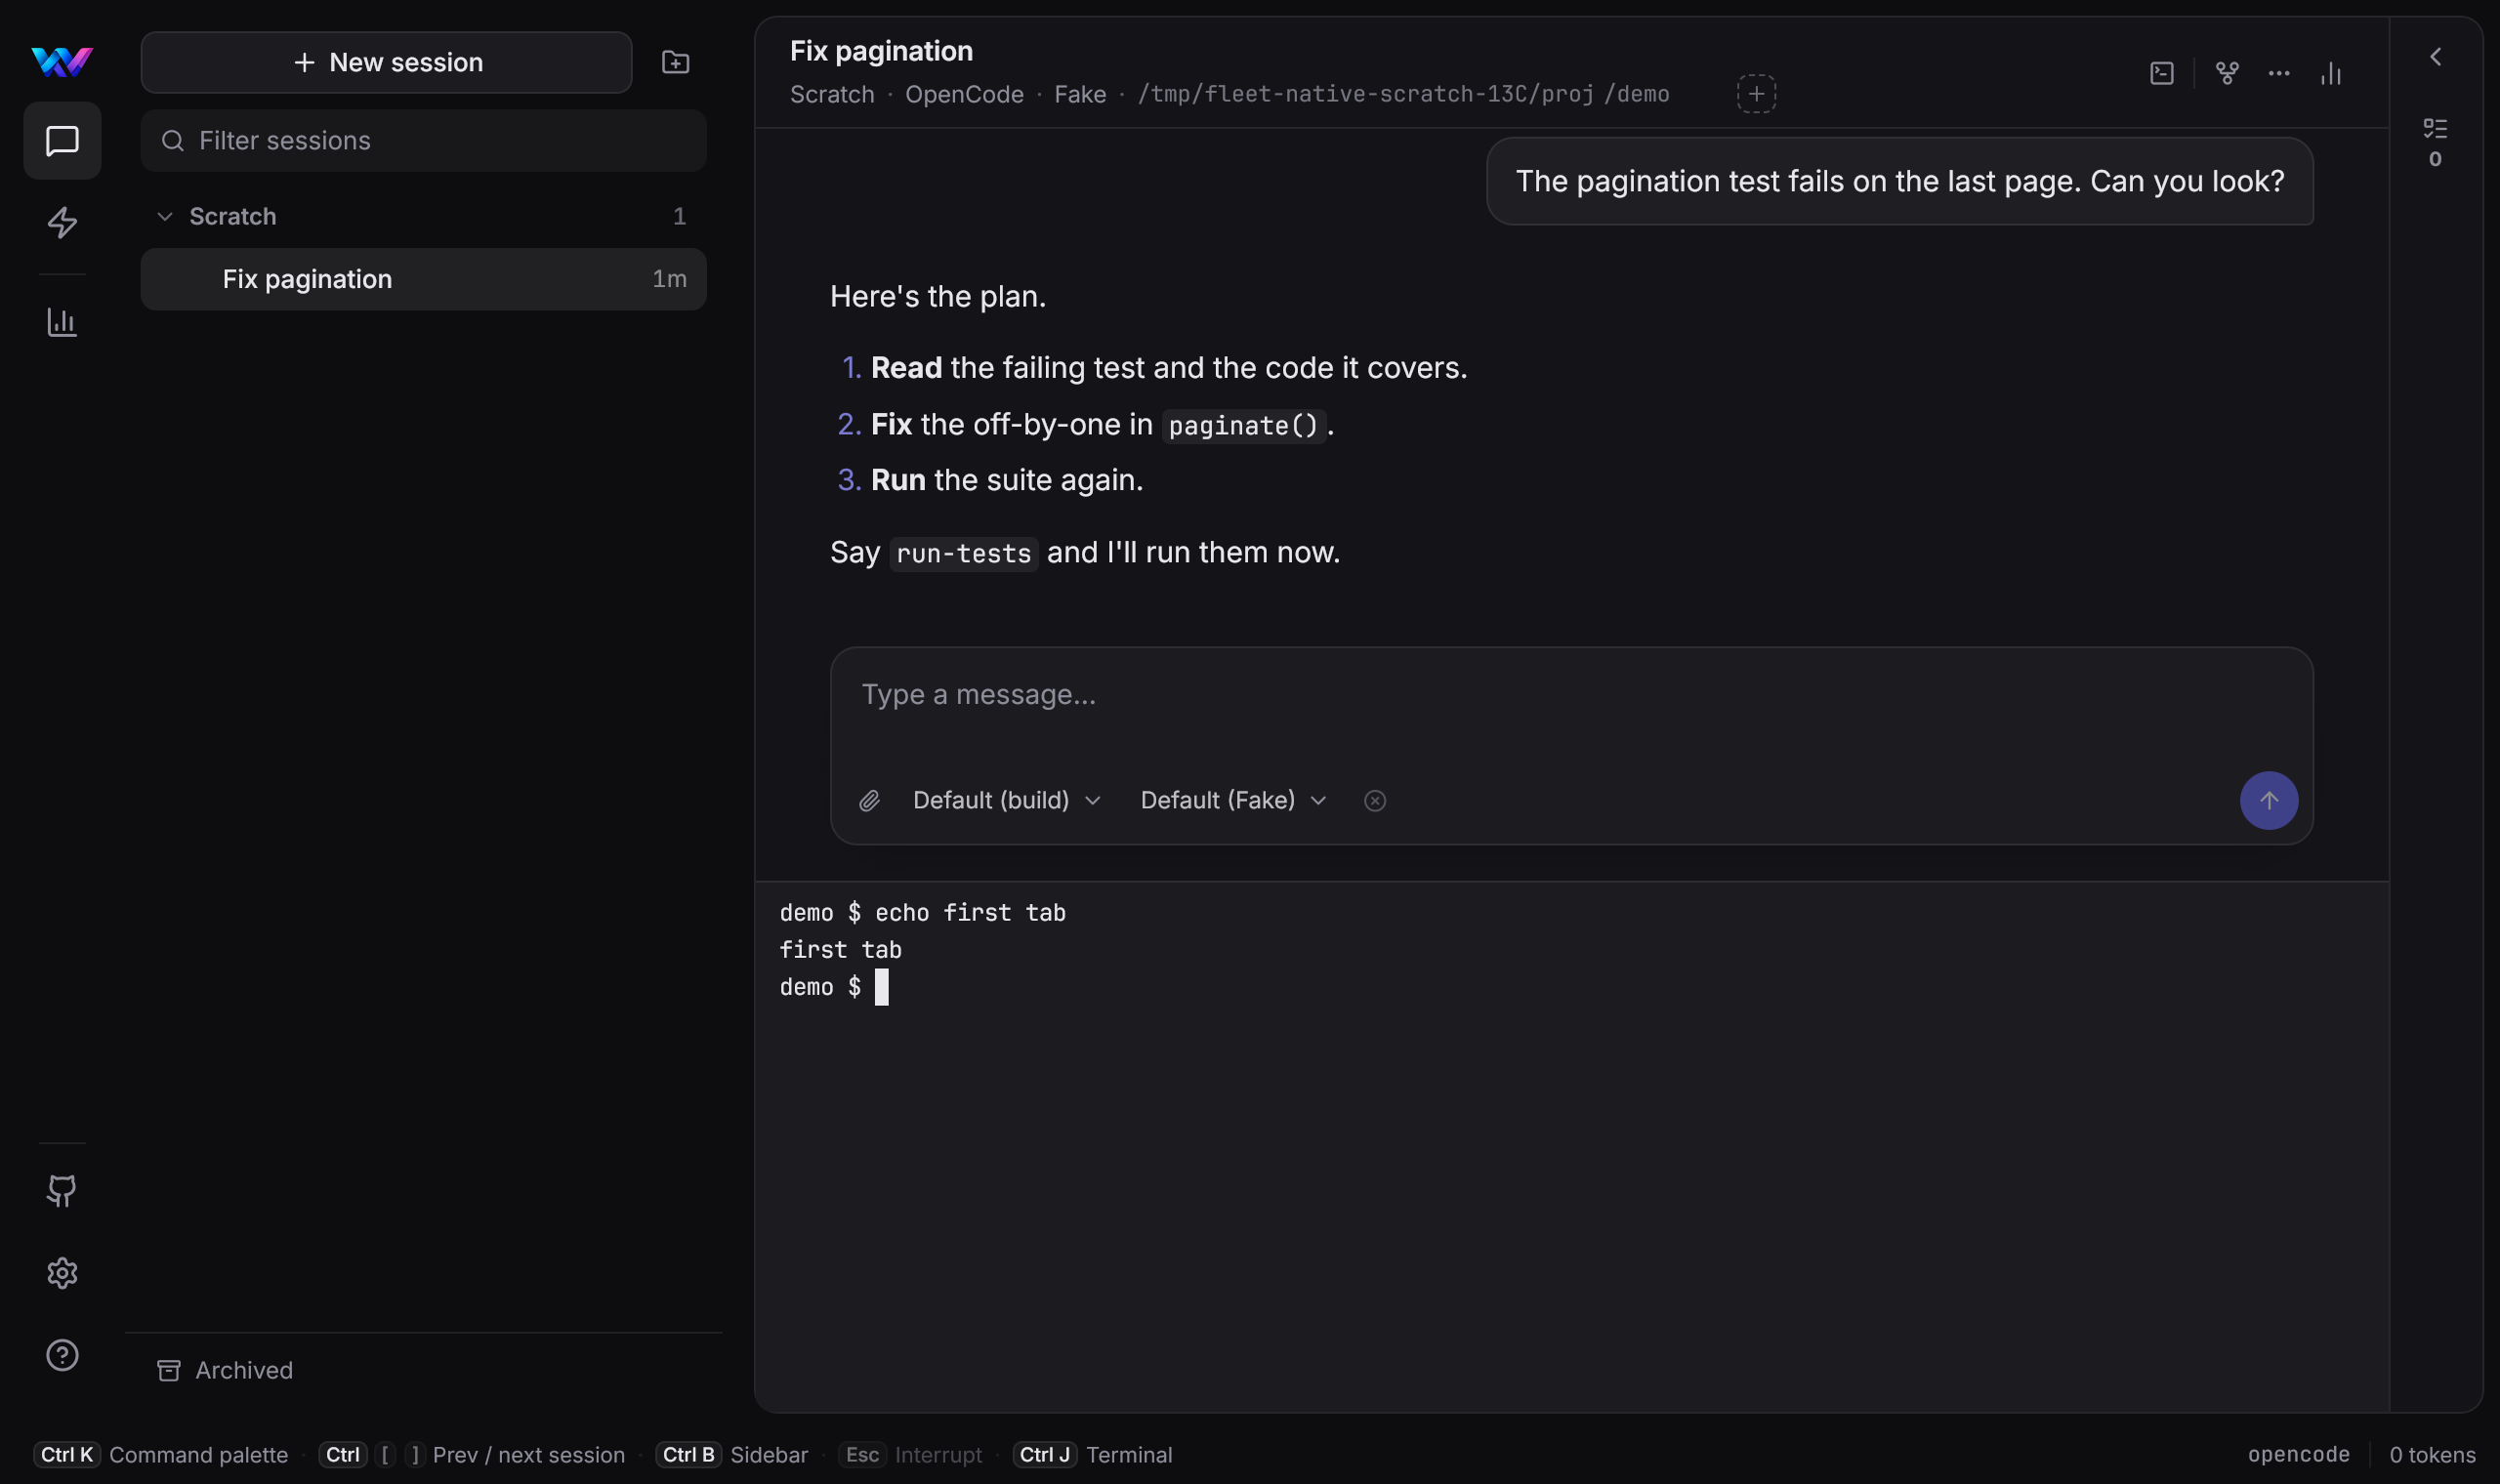 New session
Filter sessions
Scratch 1
Fix pagination 1m
Archived
Fix pagination
Scratch · OpenCode · Fake · /tmp/fleet-native-scratch-13C/proj /demo
0
The pagination test fails on the last page. Can you look?
Here's the plan.
1. Read the failing test and the code it covers.
2. Fix the off-by-one in paginate().
3. Run the suite again.
Say run-tests and I'll run them now.
Type a message...
Default (build) Default (Fake)
demo $ echo first tab
first tab
demo $
Ctrl K Command palette · Ctrl [ ] Prev / next session · Ctrl B Sidebar · Esc Interrupt · Ctrl J Terminal
opencode 0 tokens